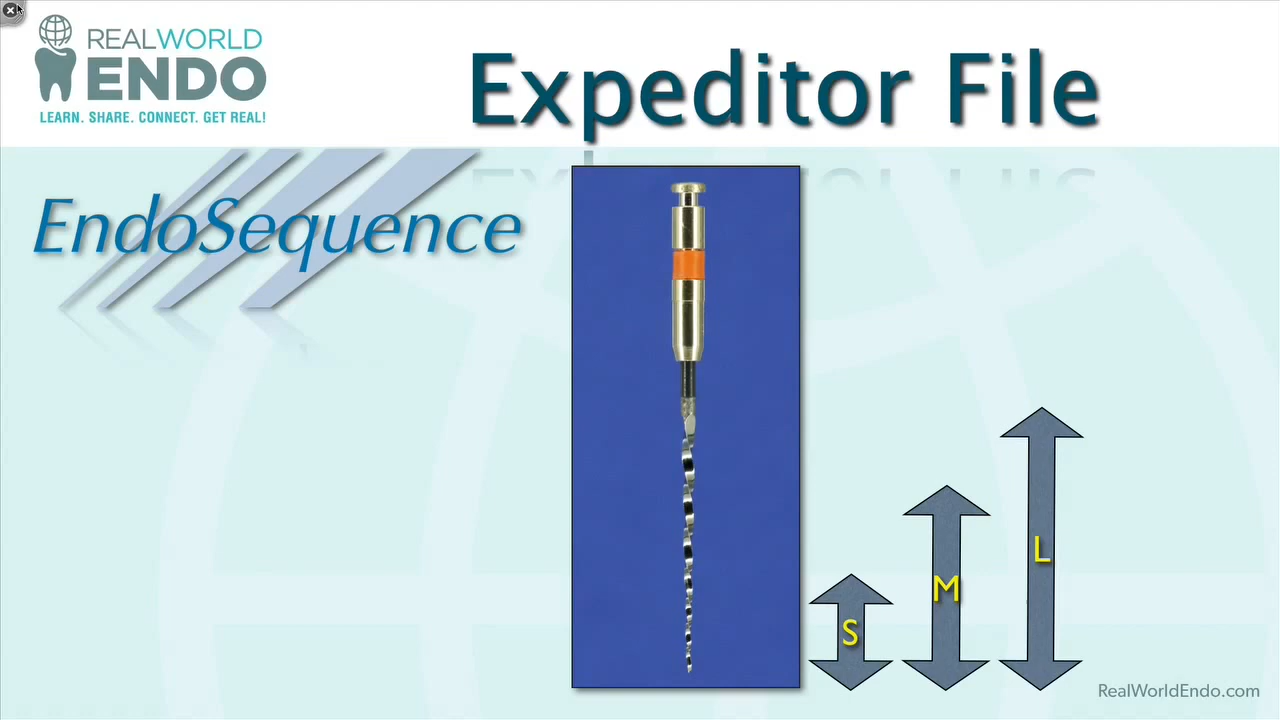 REALWORLD
ENDO
LEARN. SHARE. CONNECT. GET REAL!
Expeditor File
EndoSequence
S
M
L
RealWorldEndo.com